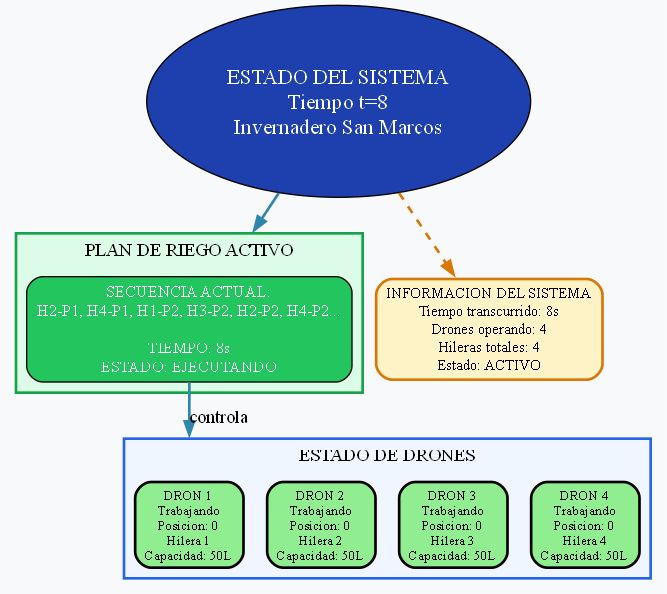 ESTADO DEL SISTEMA
Tiempo t=8
Invernadero San Marcos
PLAN DE RIEGO ACTIVO
SECUENCIA ACTUAL:
H2-P1, H4-P1, H1-P2, H3-P2, H2-P2, H4-P2...
TIEMPO: 8s
ESTADO: EJECUTANDO
INFORMACION DEL SISTEMA
Tiempo transcurrido: 8s
Drones operando: 4
Hileras totales: 4
Estado: ACTIVO
controla
ESTADO DE DRONES
DRON 1
Trabajando
Posicion: 0
Hilera 1
Capacidad: 50L
DRON 2
Trabajando
Posicion: 0
Hilera 2
Capacidad: 50L
DRON 3
Trabajando
Posicion: 0
Hilera 3
Capacidad: 50L
DRON 4
Trabajando
Posicion: 0
Hilera 4
Capacidad: 50L